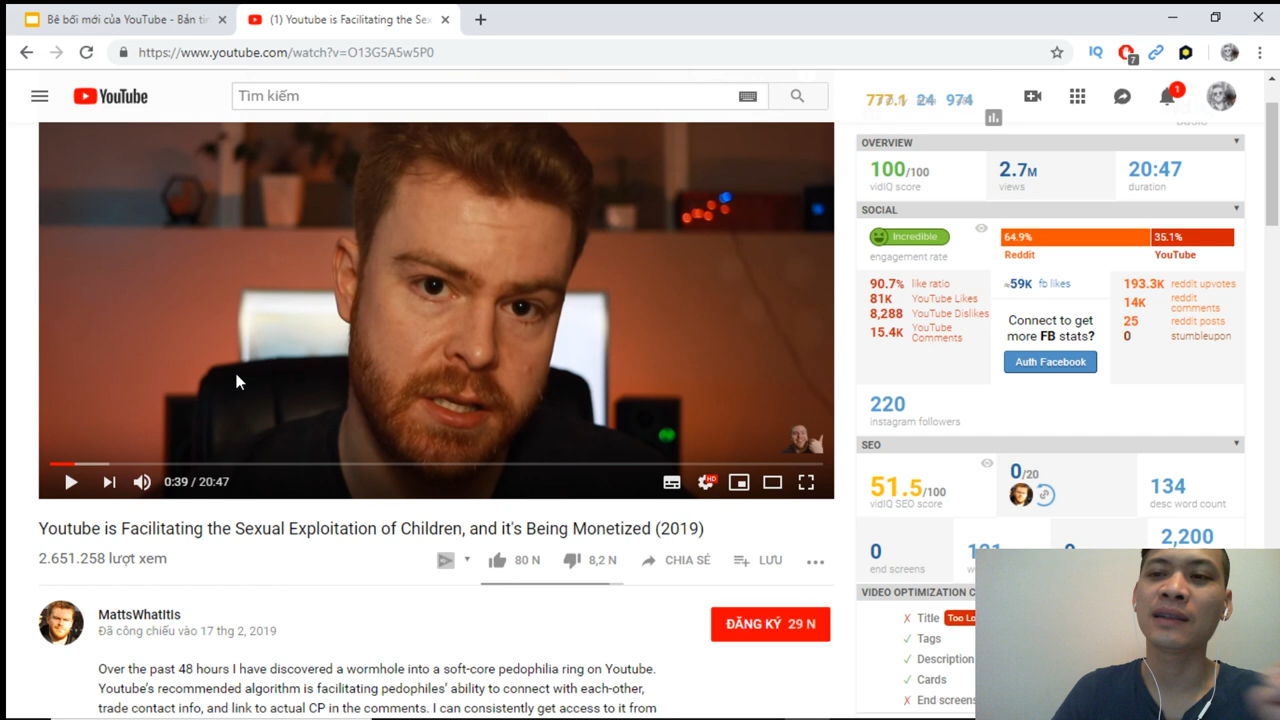 Bê bối mới của YouTube - Bản tin
(1) Youtube is Facilitating the Sex
https://www.youtube.com/watch?v=O13G5A5w5P0
IQ
7
YouTube
Tìm kiếm
777.1 24 974
1
OVERVIEW
100/100
vidIQ score
2.7M
views
20:47
duration
SOCIAL
Incredible
engagement rate
64.9% 35.1%
Reddit YouTube
90.7% like ratio
81K YouTube Likes
8,288 YouTube Dislikes
15.4K YouTube Comments
≈59K fb likes
Connect to get
more FB stats?
Auth Facebook
193.3K reddit upvotes
14K reddit comments
25 reddit posts
0 stumbleupon
220
instagram followers
SEO
51.5/100
vidIQ SEO score
0/20
134
desc word count
0
end screens
2,200
VIDEO OPTIMIZATION C
Title Too Lo
Tags
Description
Cards
End screens
0:39 / 20:47
HD
Youtube is Facilitating the Sexual Exploitation of Children, and it's Being Monetized (2019)
2.651.258 lượt xem
80 N 8,2 N CHIA SẺ LƯU
MattsWhatItIs
Đã công chiếu vào 17 thg 2, 2019
ĐĂNG KÝ 29 N
Over the past 48 hours I have discovered a wormhole into a soft-core pedophilia ring on Youtube.
Youtube's recommended algorithm is facilitating pedophiles' ability to connect with each-other,
trade contact info, and link to actual CP in the comments. I can consistently get access to it from